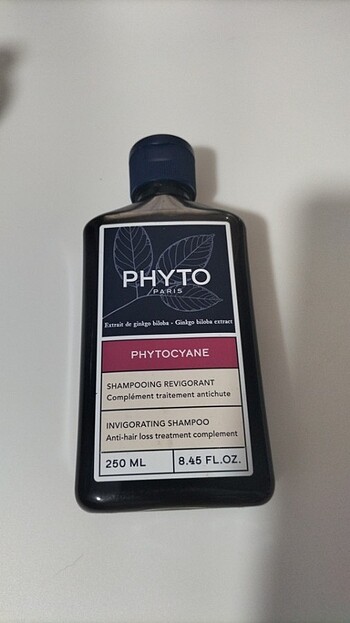 PHYTO
PARIS
Extrait de ginkgo biloba - Ginkgo biloba extract
PHYTOCYANE
SHAMPOOING REVIGORANT
Complément traitement antichute
INVIGORATING SHAMPOO
Anti-hair loss treatment complement
250 ML
8.45 FL.OZ.